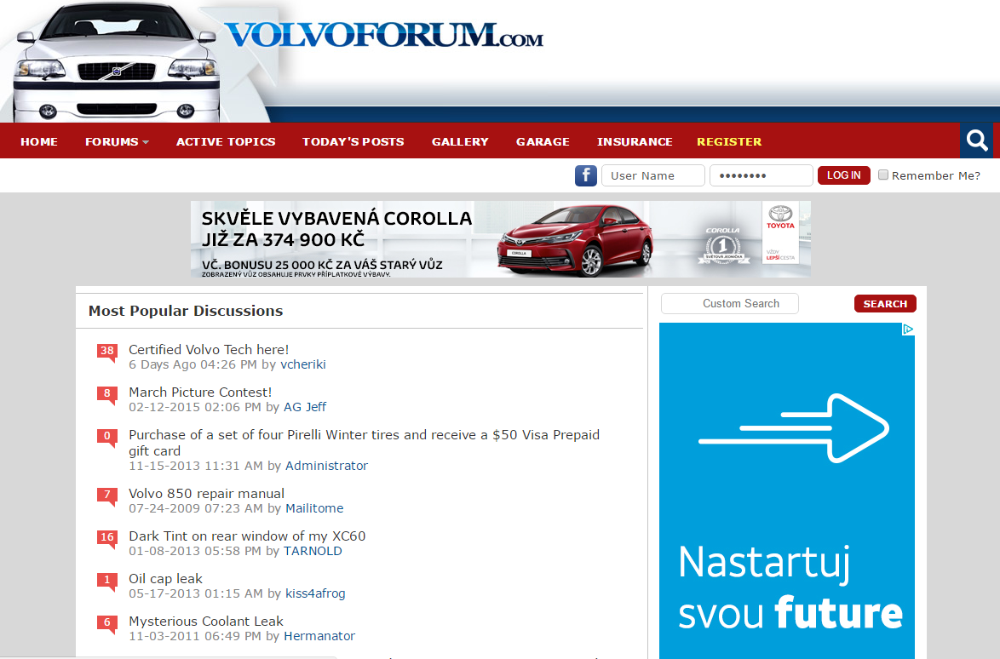 VOLVOFORUM.COM
HOME FORUMS ACTIVE TOPICS TODAY'S POSTS GALLERY GARAGE INSURANCE REGISTER
f User Name •••••••• LOG IN Remember Me?
SKVĚLE VYBAVENÁ COROLLA
JIŽ ZA 374 900 KČ
VČ. BONUSU 25 000 KČ ZA VÁŠ STARÝ VŮZ
ZOBRAZENÝ VŮZ OBSAHUJE PRVKY PŘÍPLATKOVÉ VÝBAVY.
COROLLA
COROLLA
1
SVĚTOVÁ JEDNIČKA
TOYOTA
VŽDY
LEPŠÍ CESTA
Most Popular Discussions
38 Certified Volvo Tech here!
6 Days Ago 04:26 PM by vcheriki
8 March Picture Contest!
02-12-2015 02:06 PM by AG Jeff
0 Purchase of a set of four Pirelli Winter tires and receive a $50 Visa Prepaid
gift card
11-15-2013 11:31 AM by Administrator
7 Volvo 850 repair manual
07-24-2009 07:23 AM by Mailitome
16 Dark Tint on rear window of my XC60
01-08-2013 05:58 PM by TARNOLD
1 Oil cap leak
05-17-2013 01:15 AM by kiss4afrog
6 Mysterious Coolant Leak
11-03-2011 06:49 PM by Hermanator
Custom Search SEARCH
Nastartuj
svou future